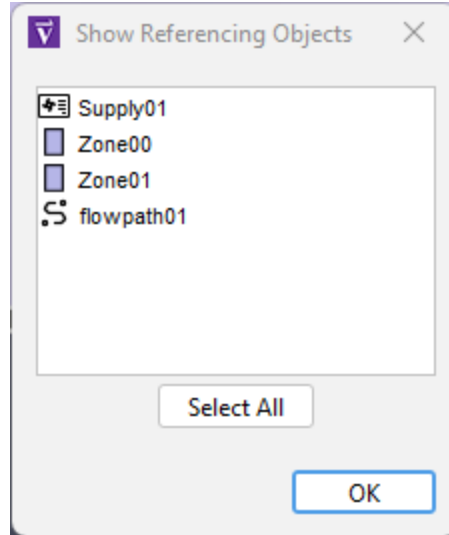 Show Referencing Objects
Supply01
Zone00
Zone01
flowpath01
Select All
OK